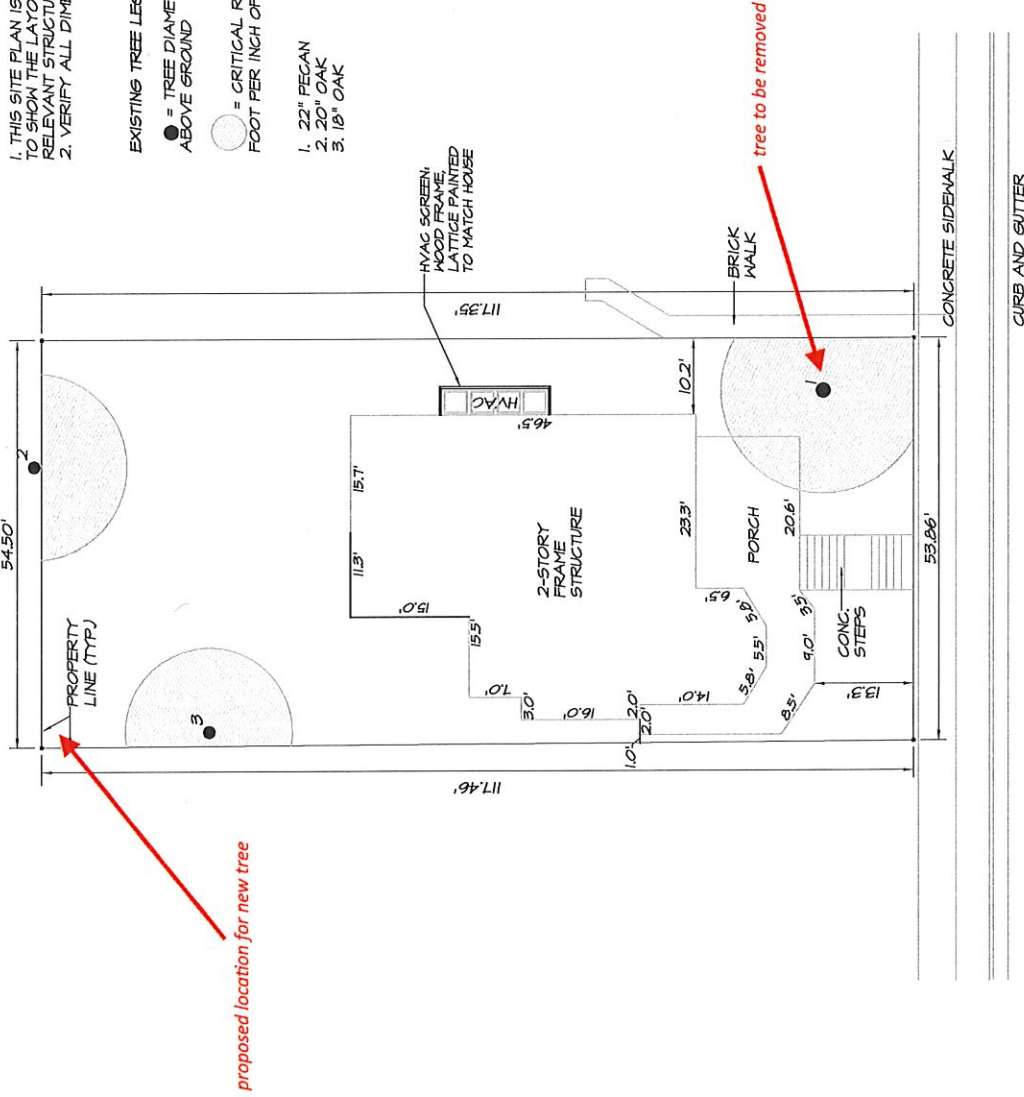 1. THIS SITE PLAN IS
TO SHOW THE LAYO
RELEVANT STRUCTU
2. VERIFY ALL DIME
EXISTING TREE LEG
= TREE DIAME
ABOVE GROUND
= CRITICAL R
FOOT PER INCH OF
1. 22" PECAN
2. 20" OAK
3. 18" OAK
54.50'
2
PROPERTY
LINE (TYP.)
3
117.46'
117.35'
HVAC SCREEN:
WOOD FRAME,
LATTICE PAINTED
TO MATCH HOUSE
HVAC
46.5'
15.7'
11.3'
15.0'
15.5'
7.0'
3.0'
16.0'
2.0'
2.0'
1.0'
14.0'
2-STORY
FRAME
STRUCTURE
23.3'
10.2'
6.5'
5.8'
5.5'
5.8'
PORCH
20.6'
3.5'
9.0'
8.5'
13.3'
CONC.
STEPS
1
BRICK
WALK
53.86'
CONCRETE SIDEWALK
CURB AND GUTTER
tree to be removed
proposed location for new tree